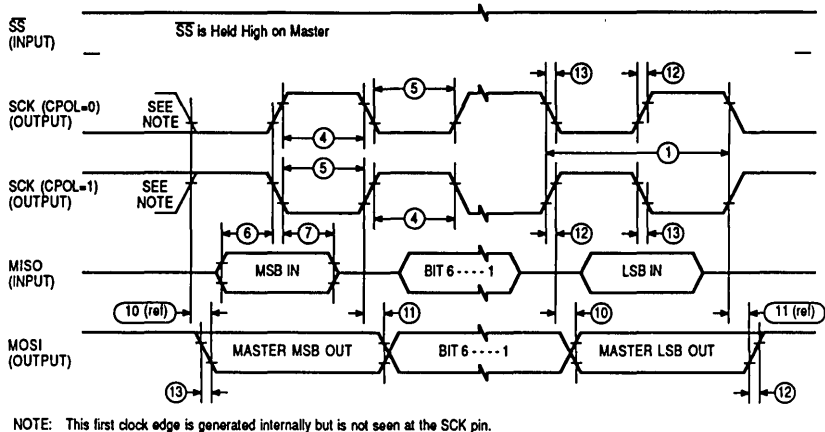 SS is Held High on Master
SS
(INPUT)
13
12
5
SCK (CPOL=0)
(OUTPUT)
SEE
NOTE
4
1
5
SCK (CPOL=1)
(OUTPUT)
SEE
NOTE
4
12
13
6
7
MISO
(INPUT)
MSB IN
BIT 6 - - - - 1
LSB IN
10 (ref)
11
10
11 (ref)
MOSI
(OUTPUT)
MASTER MSB OUT
BIT 6 - - - - 1
MASTER LSB OUT
13
12
NOTE: This first clock edge is generated internally but is not seen at the SCK pin.